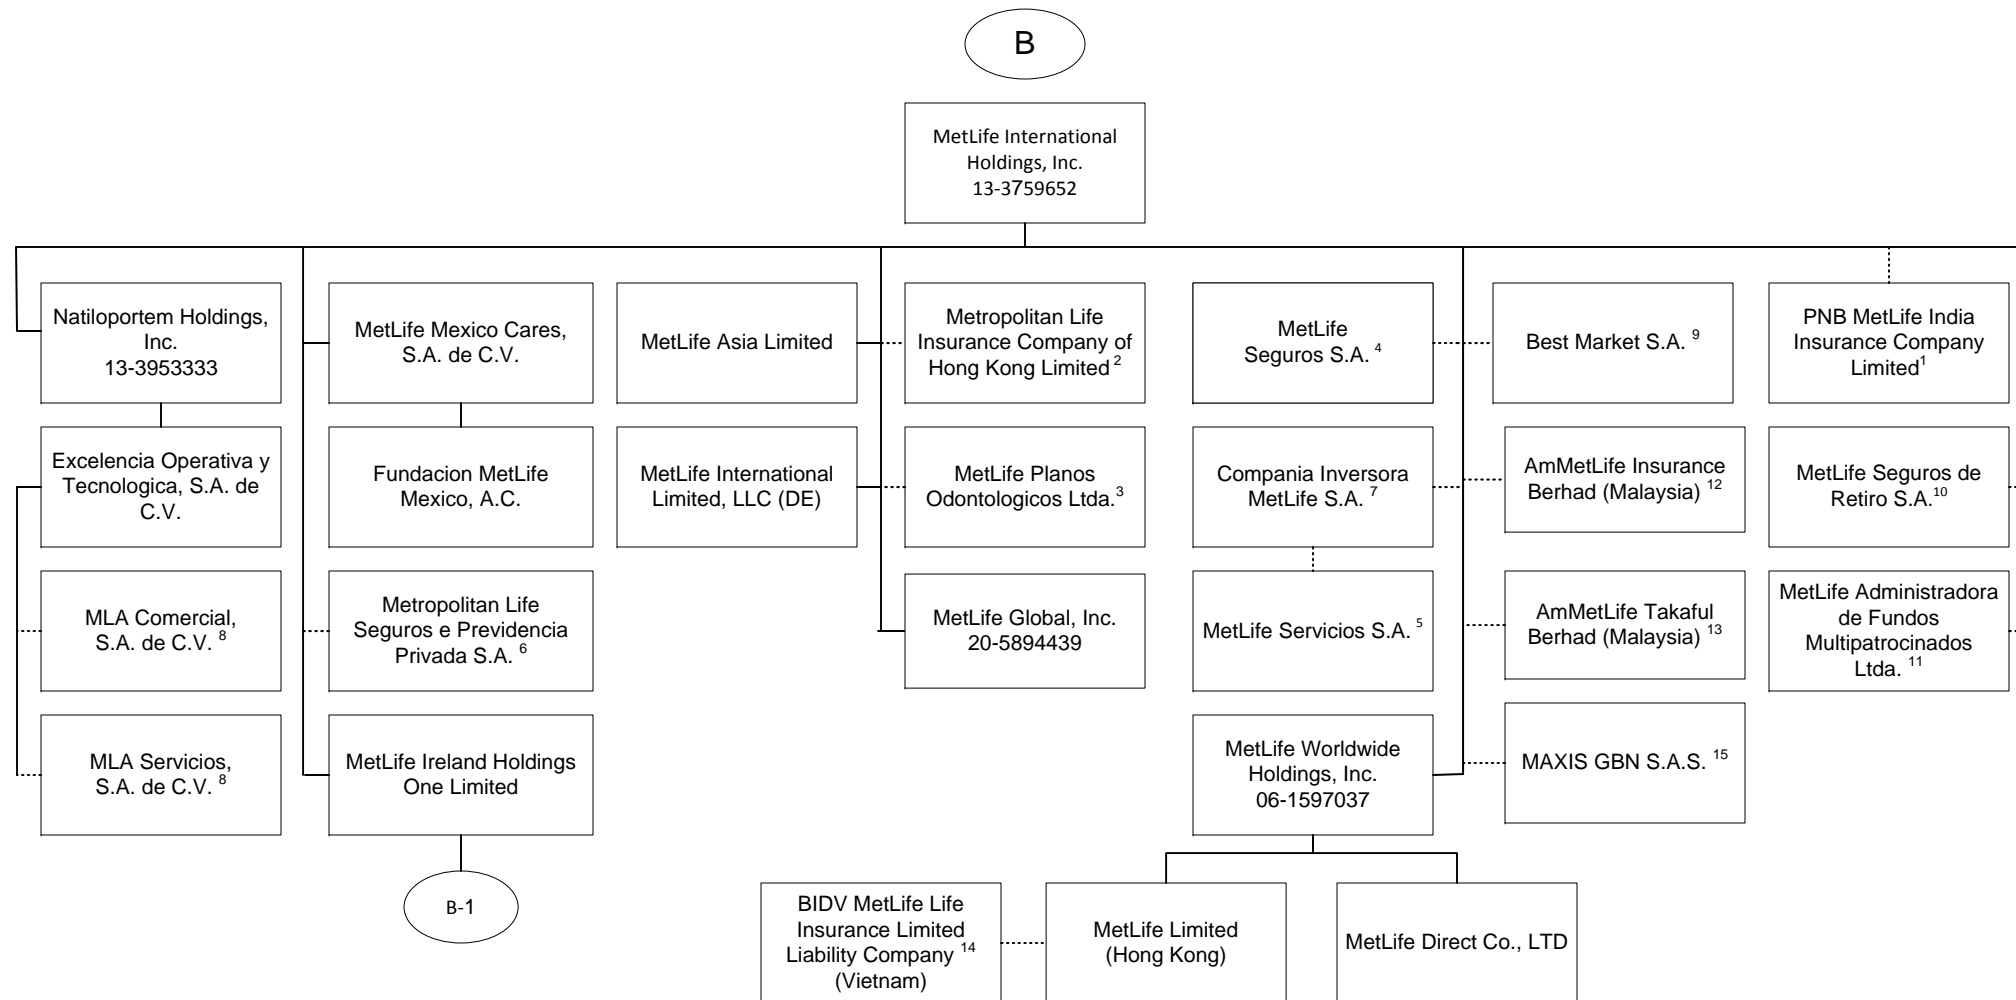 B
MetLife International
Holdings, Inc.
13-3759652
Natiloportem Holdings,
Inc.
13-3953333
MetLife Mexico Cares,
S.A. de C.V.
MetLife Asia Limited
Metropolitan Life
Insurance Company of
Hong Kong Limited 2
MetLife
Seguros S.A. 4
Best Market S.A. 9
PNB MetLife India
Insurance Company
Limited1
Excelencia Operativa y
Tecnologica, S.A. de
C.V.
Fundacion MetLife
Mexico, A.C.
MetLife International
Limited, LLC (DE)
MetLife Planos
Odontologicos Ltda.3
Compania Inversora
MetLife S.A. 7
AmMetLife Insurance
Berhad (Malaysia) 12
MetLife Seguros de
Retiro S.A.10
MLA Comercial,
S.A. de C.V. 8
Metropolitan Life
Seguros e Previdencia
Privada S.A. 6
MetLife Global, Inc.
20-5894439
MetLife Servicios S.A. 5
AmMetLife Takaful
Berhad (Malaysia) 13
MetLife Administradora
de Fundos
Multipatrocinados
Ltda. 11
MLA Servicios,
S.A. de C.V. 8
MetLife Ireland Holdings
One Limited
MetLife Worldwide
Holdings, Inc.
06-1597037
MAXIS GBN S.A.S. 15
B-1
BIDV MetLife Life
Insurance Limited
Liability Company 14
(Vietnam)
MetLife Limited
(Hong Kong)
MetLife Direct Co., LTD